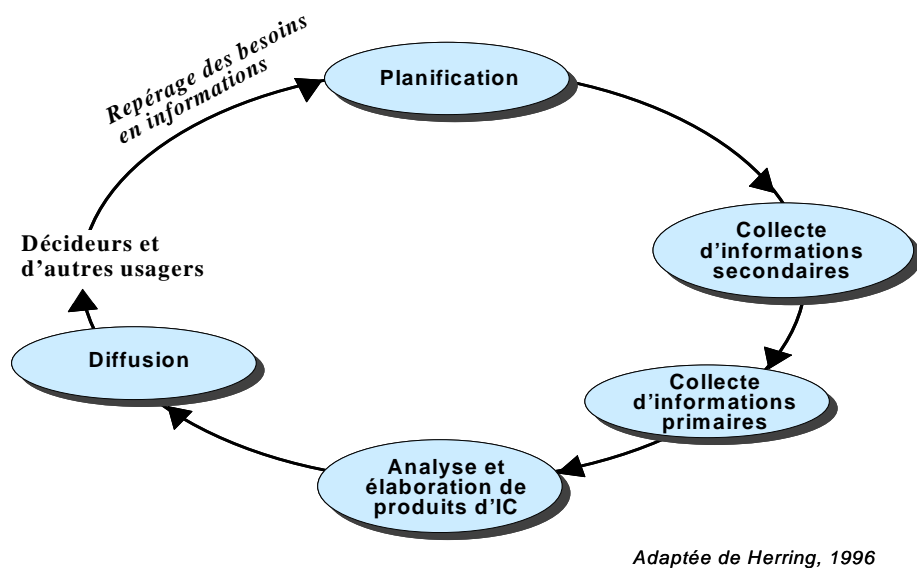 Repérage des besoins
en informations
Planification
Collecte
d'informations
secondaires
Décideurs et
d'autres usagers
Diffusion
Collecte
d'informations
primaires
Analyse et
élaboration de
produits d'IC
Adaptée de Herring, 1996